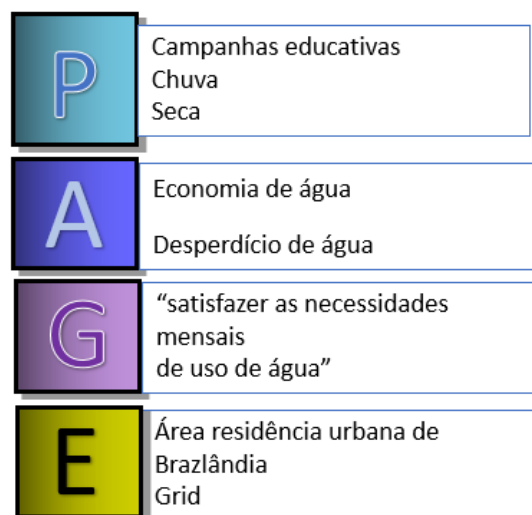 P
Campanhas educativas
Chuva
Seca
A
Economia de água
Desperdício de água
G
“satisfazer as necessidades
mensais
de uso de água”
E
Área residência urbana de
Brazlândia
Grid